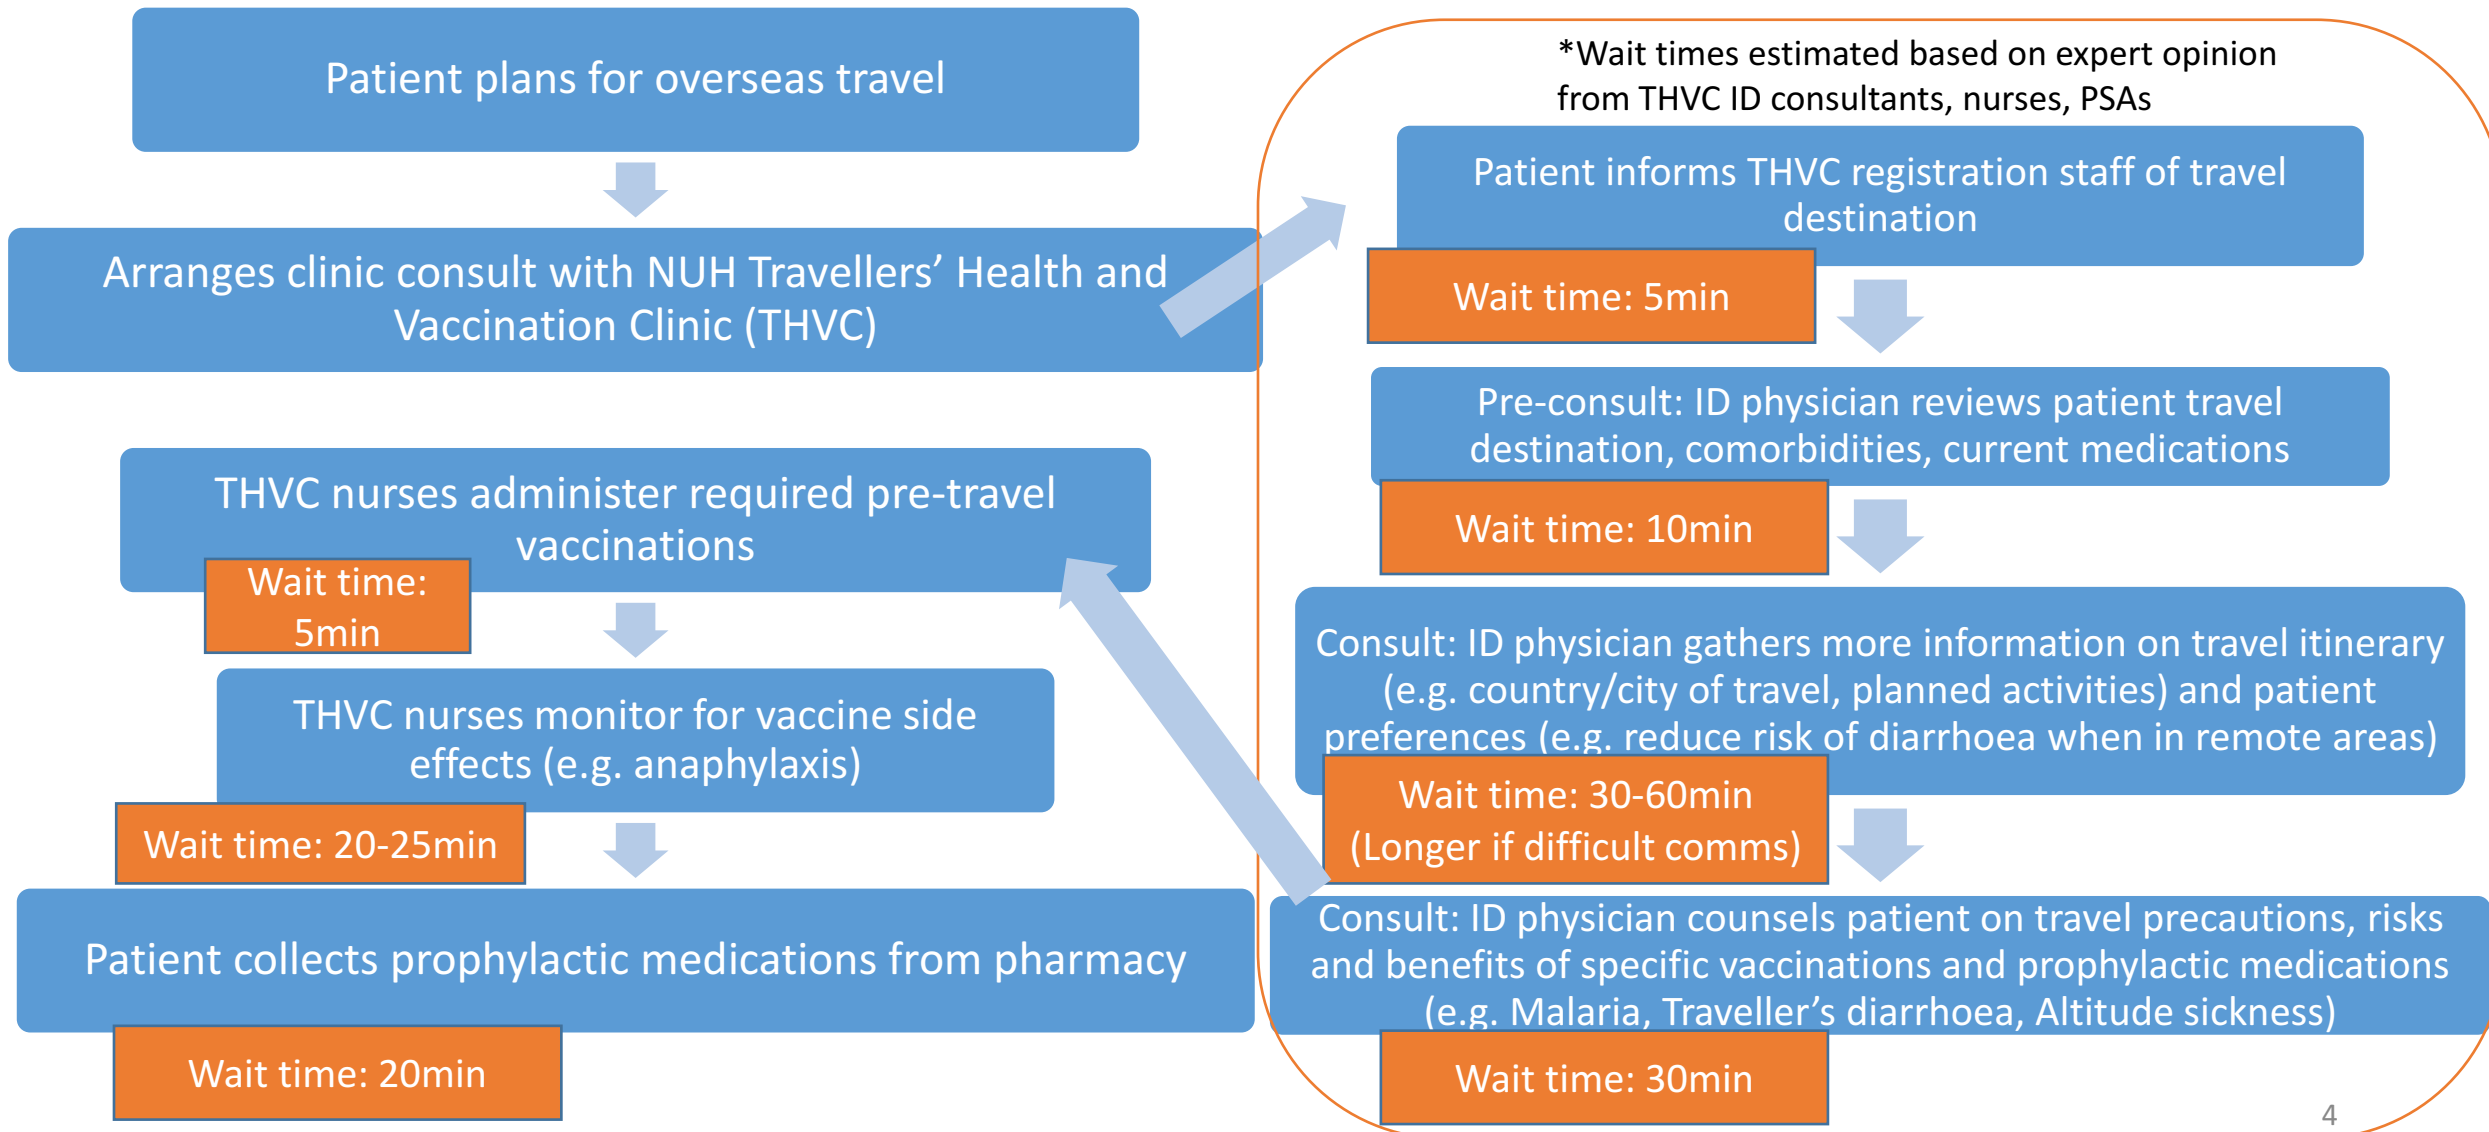 Patient plans for overseas travel
Arranges clinic consult with NUH Travellers’ Health and
Vaccination Clinic (THVC)
*Wait times estimated based on expert opinion
from THVC ID consultants, nurses, PSAs
Patient informs THVC registration staff of travel
destination
Wait time: 5min
Pre-consult: ID physician reviews patient travel
destination, comorbidities, current medications
Wait time: 10min
Consult: ID physician gathers more information on travel itinerary
(e.g. country/city of travel, planned activities) and patient
preferences (e.g. reduce risk of diarrhoea when in remote areas)
Wait time: 30-60min
(Longer if difficult comms)
Consult: ID physician counsels patient on travel precautions, risks
and benefits of specific vaccinations and prophylactic medications
(e.g. Malaria, Traveller’s diarrhoea, Altitude sickness)
Wait time: 30min
THVC nurses administer required pre-travel
vaccinations
Wait time:
5min
THVC nurses monitor for vaccine side
effects (e.g. anaphylaxis)
Wait time: 20-25min
Patient collects prophylactic medications from pharmacy
Wait time: 20min
4